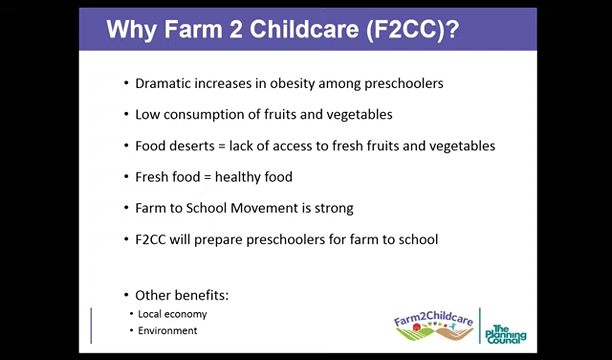 Why Farm 2 Childcare (F2CC)?
• Dramatic increases in obesity among preschoolers
• Low consumption of fruits and vegetables
• Food deserts = lack of access to fresh fruits and vegetables
• Fresh food = healthy food
• Farm to School Movement is strong
• F2CC will prepare preschoolers for farm to school
• Other benefits:
• Local economy
• Environment
Farm2Childcare
The
Planning
Council